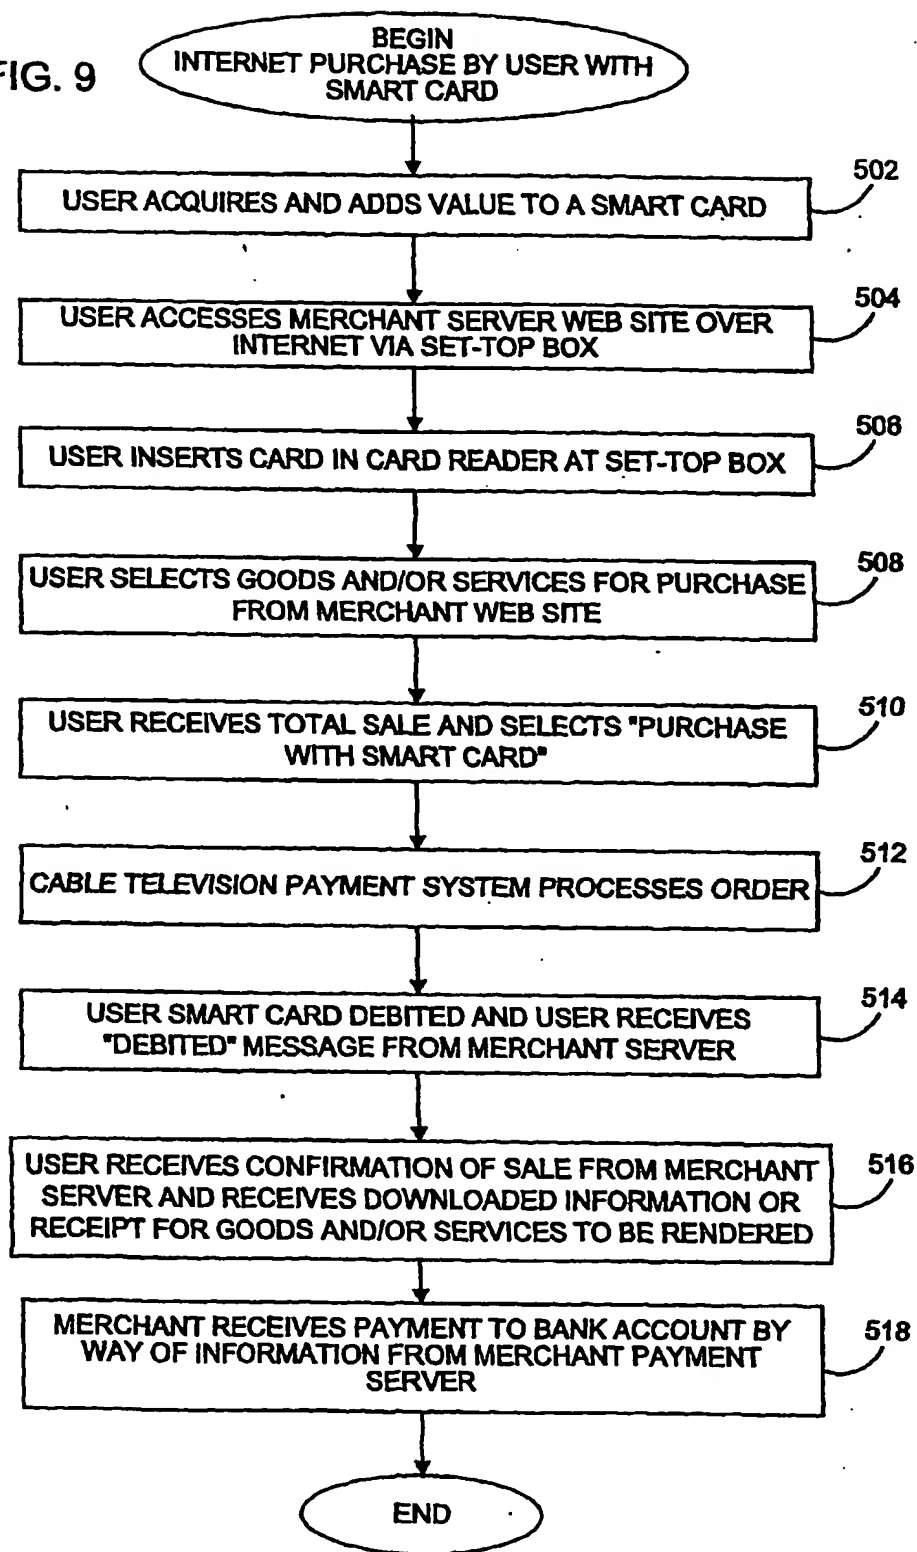 FIG. 9
BEGIN
INTERNET PURCHASE BY USER WITH
SMART CARD
502
USER ACQUIRES AND ADDS VALUE TO A SMART CARD
504
USER ACCESSES MERCHANT SERVER WEB SITE OVER
INTERNET VIA SET-TOP BOX
506
USER INSERTS CARD IN CARD READER AT SET-TOP BOX
508
USER SELECTS GOODS AND/OR SERVICES FOR PURCHASE
FROM MERCHANT WEB SITE
510
USER RECEIVES TOTAL SALE AND SELECTS "PURCHASE
WITH SMART CARD"
512
CABLE TELEVISION PAYMENT SYSTEM PROCESSES ORDER
514
USER SMART CARD DEBITED AND USER RECEIVES
"DEBITED" MESSAGE FROM MERCHANT SERVER
516
USER RECEIVES CONFIRMATION OF SALE FROM MERCHANT
SERVER AND RECEIVES DOWNLOADED INFORMATION OR
RECEIPT FOR GOODS AND/OR SERVICES TO BE RENDERED
518
MERCHANT RECEIVES PAYMENT TO BANK ACCOUNT BY
WAY OF INFORMATION FROM MERCHANT PAYMENT
SERVER
END